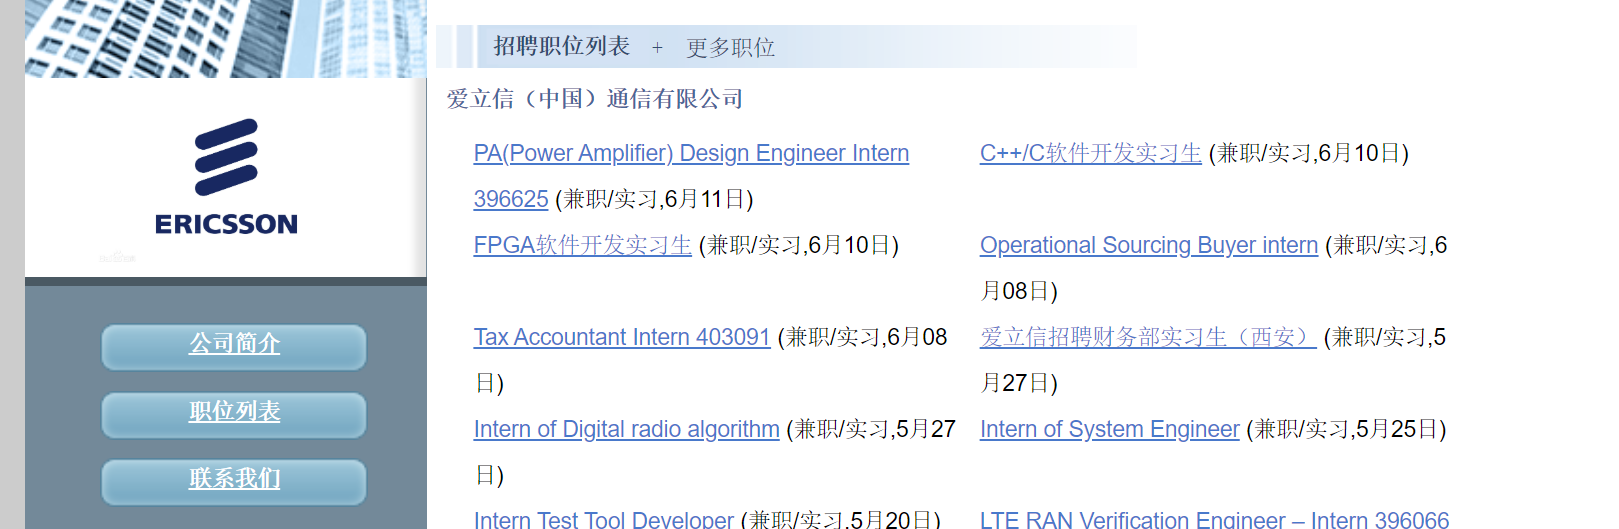 招聘职位列表 + 更多职位
爱立信（中国）通信有限公司
ERICSSON
公司简介
职位列表
联系我们
PA(Power Amplifier) Design Engineer Intern
396625 (兼职/实习,6月11日)
C++/C软件开发实习生 (兼职/实习,6月10日)
FPGA软件开发实习生 (兼职/实习,6月10日)
Operational Sourcing Buyer intern (兼职/实习,6
月08日)
Tax Accountant Intern 403091 (兼职/实习,6月08
日)
爱立信招聘财务部实习生（西安） (兼职/实习,5
月27日)
Intern of Digital radio algorithm (兼职/实习,5月27
日)
Intern of System Engineer (兼职/实习,5月25日)
Intern Test Tool Developer (兼职/实习,5月20日)
LTE RAN Verification Engineer – Intern 396066